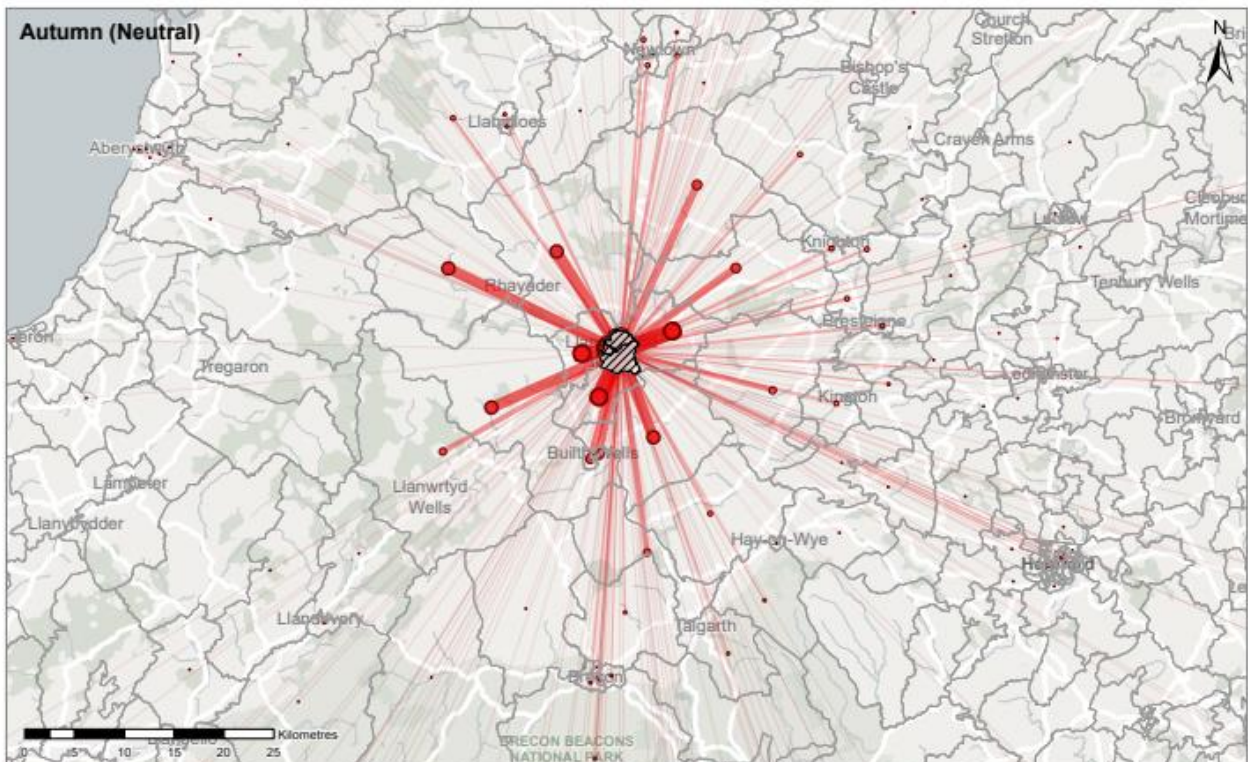 Autumn (Neutral)
N
Church
Stretton
Newtown
Bishop's
Castle
Llanidloes
Craven Arms
Aberystwyth
Ludlow
Mortime
Knighton
Tenbury Wells
Rhayader
Presteigne
Tregaron
Leominster
Kington
Bromyard
Builth Wells
Lampeter
Llanwrtyd
Wells
Llanybydder
Hay-on-Wye
Hereford
Llandovery
Talgarth
Brecon
0 5 10 15 20 25 Kilometres
BRECON BEACONS
NATIONAL PARK